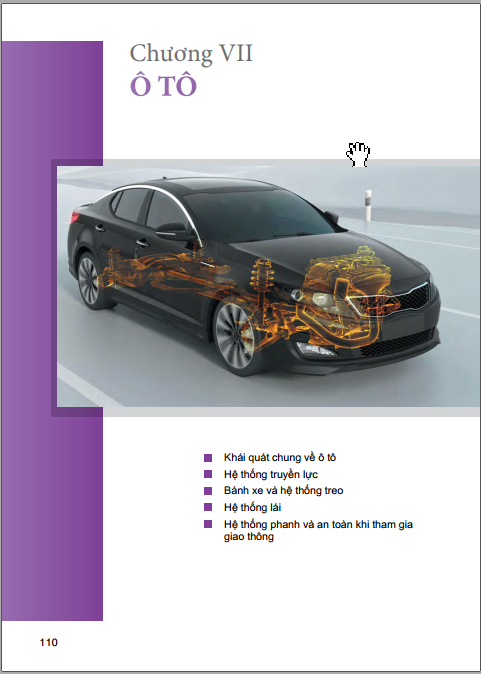 Chương VII
Ô TÔ
Khái quát chung về ô tô
Hệ thống truyền lực
Bánh xe và hệ thống treo
Hệ thống lái
Hệ thống phanh và an toàn khi tham gia
giao thông
110